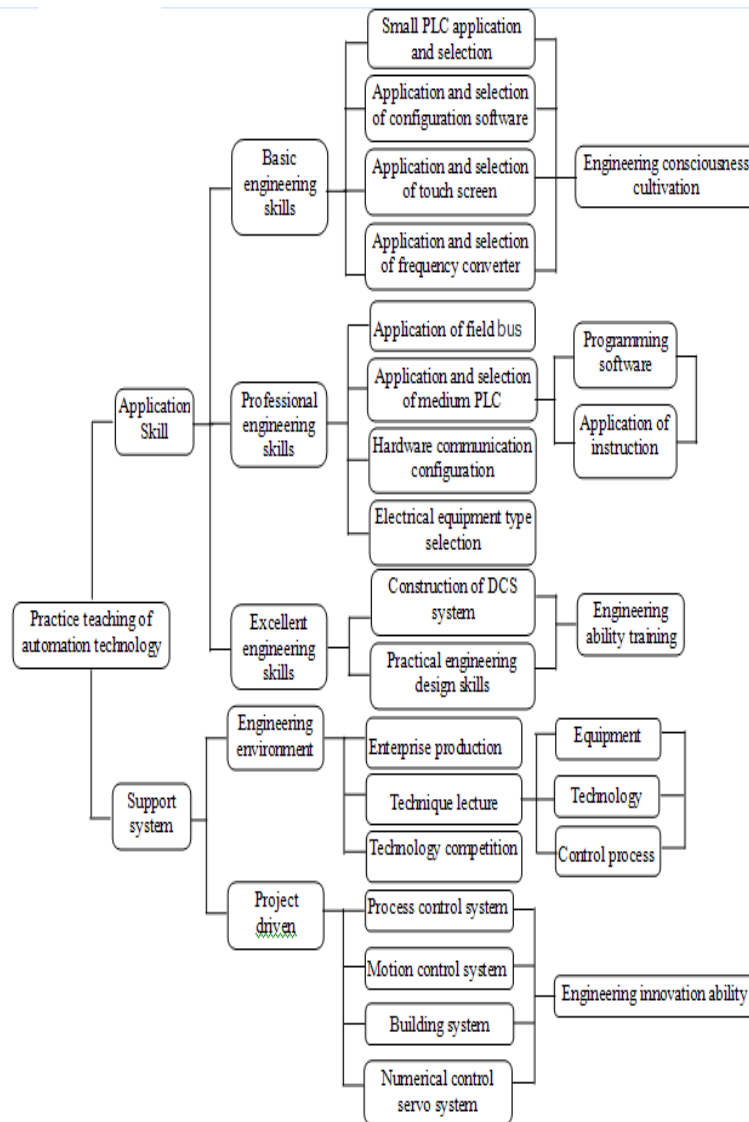 Small PLC application
and selection
Application and selection
of configuration software
Basic
engineering
skills
Application and selection
of touch screen
Engineering consciousness
cultivation
Application and selection
of frequency converter
Application of field bus
Programming
software
Application
Skill
Professional
engineering
skills
Application and selection
of medium PLC
Application of
instruction
Hardware communication
configuration
Electrical equipment type
selection
Practice teaching of
automation technology
Excellent
engineering
skills
Construction of DCS
system
Engineering
ability training
Practical engineering
design skills
Engineering
environment
Enterprise production
Equipment
Support
system
Technique lecture
Technology
Technology competition
Control process
Project
driven
Process control system
Motion control system
Engineering innovation ability
Building system
Numerical control
servo system